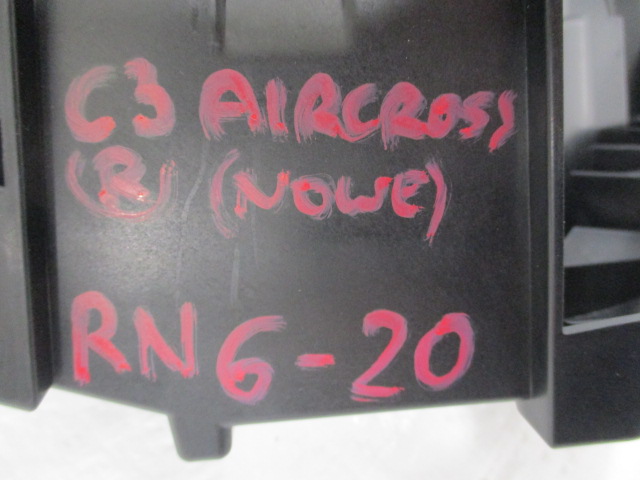 C3 AIRCROSS
(R) (NOWE)
RN6-20